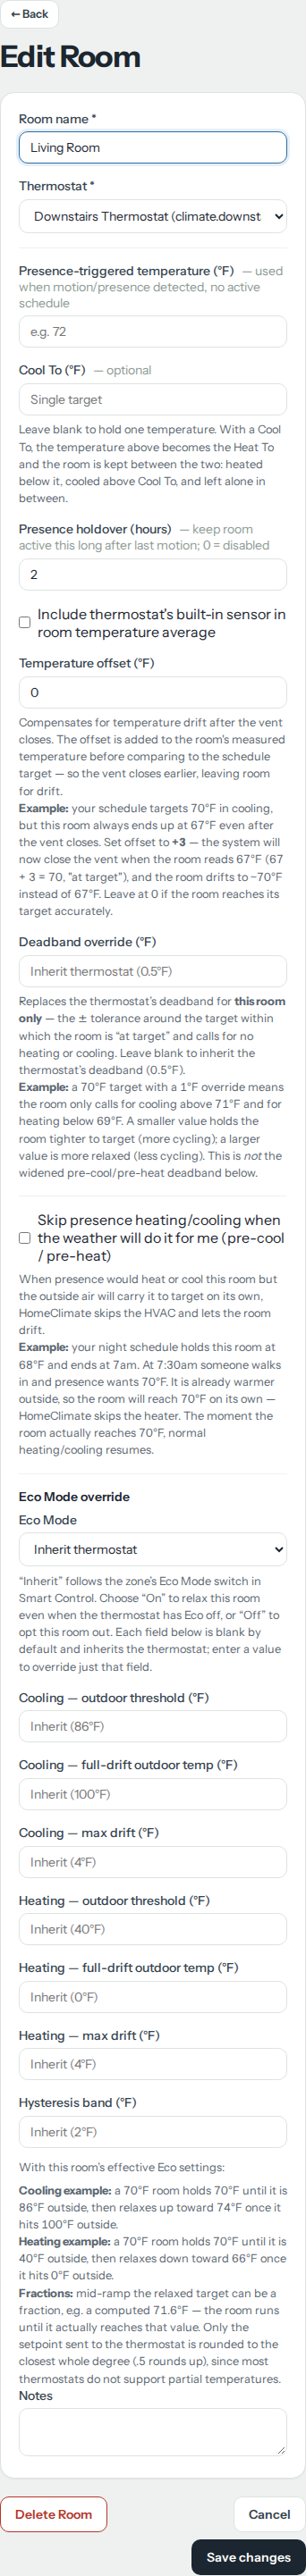 ← Back
Edit Room
Room name *
Living Room
Thermostat *
Downstairs Thermostat (climate.downst
Presence-triggered temperature (°F) — used
when motion/presence detected, no active
schedule
e.g. 72
Cool To (°F) — optional
Single target
Leave blank to hold one temperature. With a Cool
To, the temperature above becomes the Heat To
and the room is kept between the two: heated
below it, cooled above Cool To, and left alone in
between.
Presence holdover (hours) — keep room
active this long after last motion; 0 = disabled
2
Include thermostat's built-in sensor in
room temperature average
Temperature offset (°F)
0
Compensates for temperature drift after the vent
closes. The offset is added to the room's measured
temperature before comparing to the schedule
target — so the vent closes earlier, leaving room
for drift.
Example: your schedule targets 70°F in cooling,
but this room always ends up at 67°F even after
the vent closes. Set offset to +3 — the system will
now close the vent when the room reads 67°F (67
+ 3 = 70, "at target"), and the room drifts to ~70°F
instead of 67°F. Leave at 0 if the room reaches its
target accurately.
Deadband override (°F)
Inherit thermostat (0.5°F)
Replaces the thermostat's deadband for this room
only — the ± tolerance around the target within
which the room is "at target" and calls for no
heating or cooling. Leave blank to inherit the
thermostat's deadband (0.5°F).
Example: a 70°F target with a 1°F override means
the room only calls for cooling above 71°F and for
heating below 69°F. A smaller value holds the
room tighter to target (more cycling); a larger
value is more relaxed (less cycling). This is not the
widened pre-cool/pre-heat deadband below.
Skip presence heating/cooling when
the weather will do it for me (pre-cool
/ pre-heat)
When presence would heat or cool this room but
the outside air will carry it to target on its own,
HomeClimate skips the HVAC and lets the room
drift.
Example: your night schedule holds this room at
68°F and ends at 7am. At 7:30am someone walks
in and presence wants 70°F. It is already warmer
outside, so the room will reach 70°F on its own —
HomeClimate skips the heater. The moment the
room actually reaches 70°F, normal
heating/cooling resumes.
Eco Mode override
Eco Mode
Inherit thermostat
“Inherit” follows the zone's Eco Mode switch in
Smart Control. Choose “On” to relax this room
even when the thermostat has Eco off, or “Off” to
opt this room out. Each field below is blank by
default and inherits the thermostat; enter a value
to override just that field.
Cooling — outdoor threshold (°F)
Inherit (86°F)
Cooling — full-drift outdoor temp (°F)
Inherit (100°F)
Cooling — max drift (°F)
Inherit (4°F)
Heating — outdoor threshold (°F)
Inherit (40°F)
Heating — full-drift outdoor temp (°F)
Inherit (0°F)
Heating — max drift (°F)
Inherit (4°F)
Hysteresis band (°F)
Inherit (2°F)
With this room's effective Eco settings:
Cooling example: a 70°F room holds 70°F until it is
86°F outside, then relaxes up toward 74°F once it
hits 100°F outside.
Heating example: a 70°F room holds 70°F until it is
40°F outside, then relaxes down toward 66°F once
it hits 0°F outside.
Fractions: mid-ramp the relaxed target can be a
fraction, e.g. a computed 71.6°F — the room runs
until it actually reaches that value. Only the
setpoint sent to the thermostat is rounded to the
closest whole degree (.5 rounds up), since most
thermostats do not support partial temperatures.
Notes
Delete Room
Cancel
Save changes